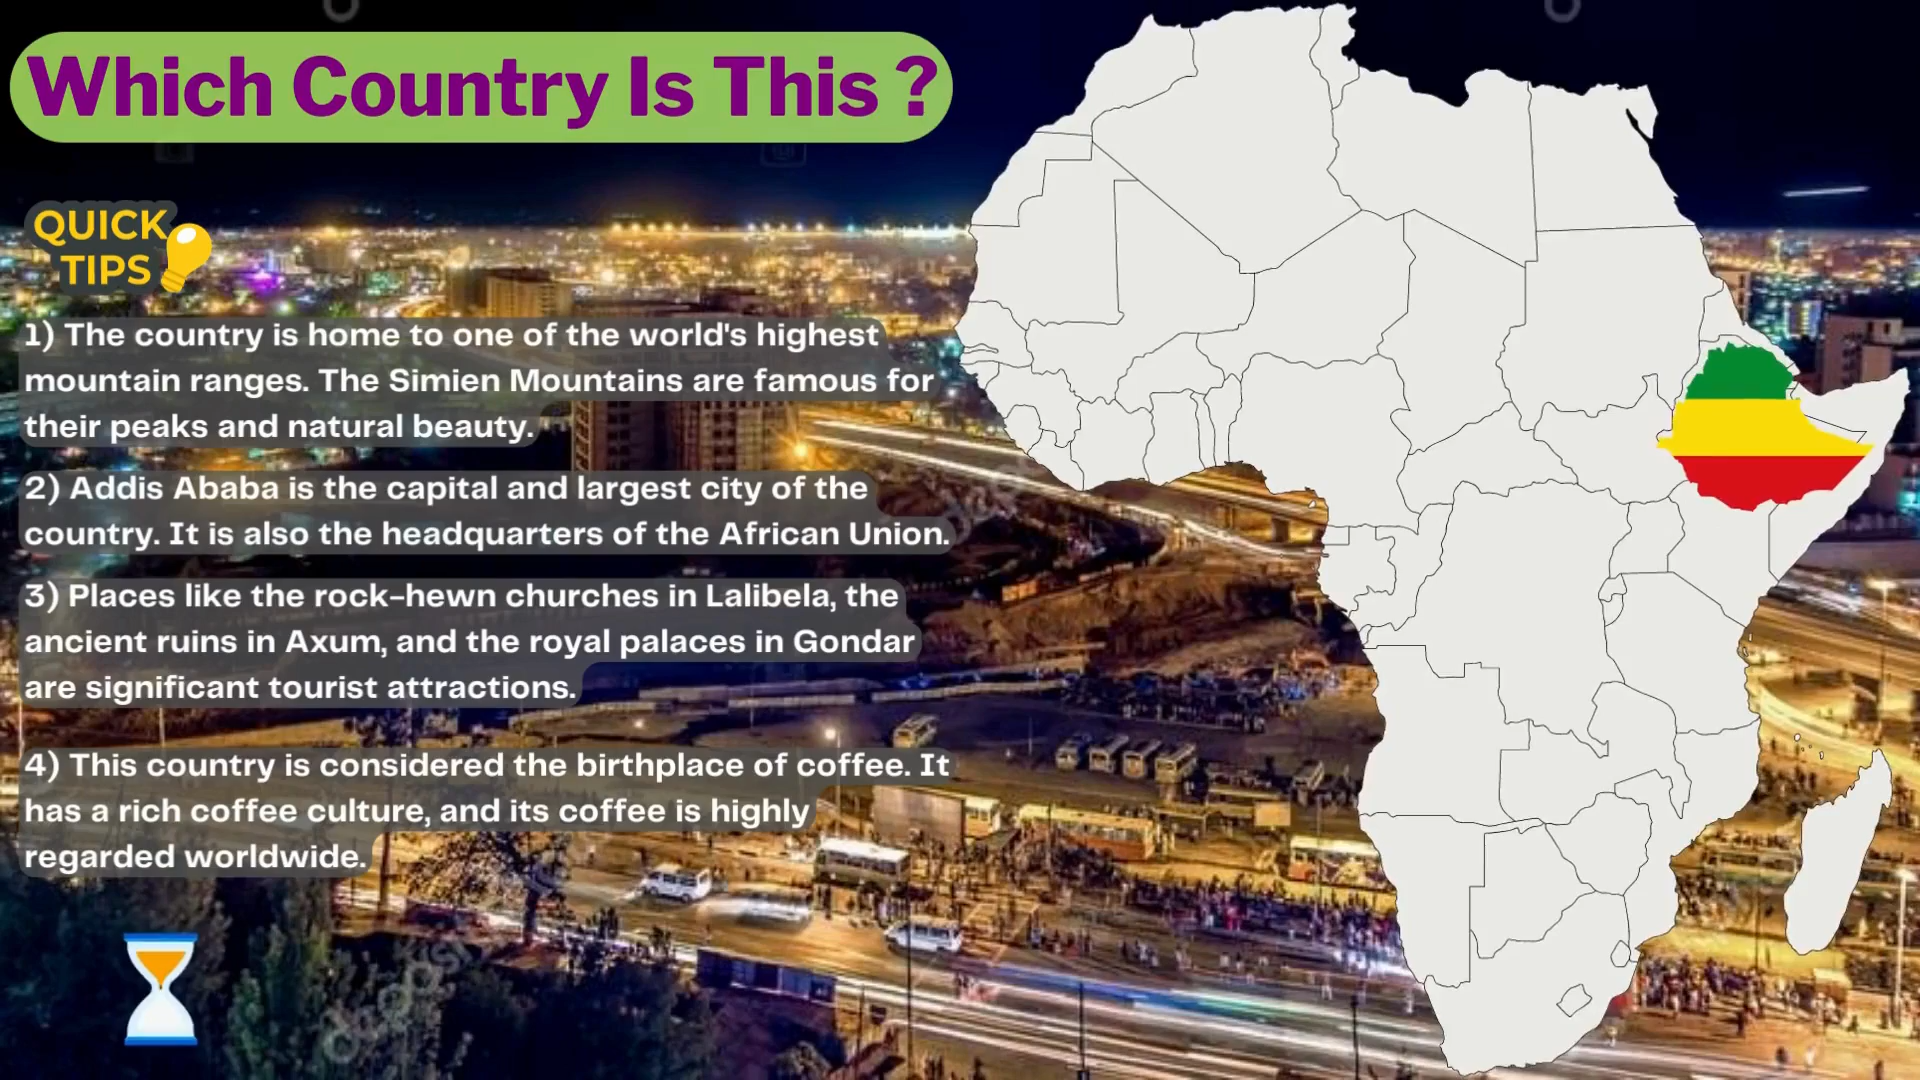 Which Country Is This ?
QUICK
TIPS
1) The country is home to one of the world's highest
mountain ranges. The Simien Mountains are famous for
their peaks and natural beauty.
2) Addis Ababa is the capital and largest city of the
country. It is also the headquarters of the African Union.
3) Places like the rock-hewn churches in Lalibela, the
ancient ruins in Axum, and the royal palaces in Gondar
are significant tourist attractions.
4) This country is considered the birthplace of coffee. It
has a rich coffee culture, and its coffee is highly
regarded worldwide.